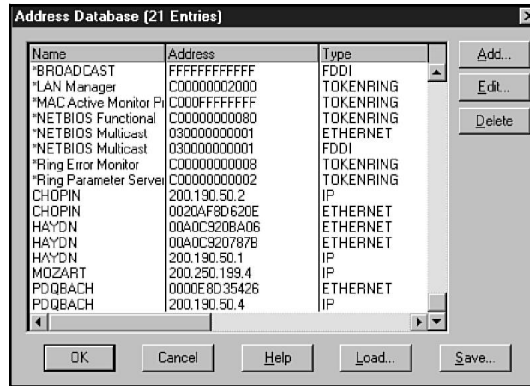 Address Database (21 Entries)
Name Address Type
*BROADCAST FFFFFFFFFFFF FDDI
*LAN Manager C00000002000 TOKENRING
*MAC Active Monitor Pr C000FFFFFFFF TOKENRING
*NETBIOS Functional C00000000080 TOKENRING
*NETBIOS Multicast 030000000001 ETHERNET
*NETBIOS Multicast 030000000001 FDDI
*Ring Error Monitor C00000000008 TOKENRING
*Ring Parameter Server C00000000002 TOKENRING
CHOPIN 200.190.50.2 IP
CHOPIN 0020AF8D620E ETHERNET
HAYDN 00A0C920BA06 ETHERNET
HAYDN 00A0C920787B ETHERNET
HAYDN 200.190.50.1 IP
MOZART 200.250.199.4 IP
PDQBACH 0000E8D35426 ETHERNET
PDQBACH 200.190.50.4 IP
Add...
Edit...
Delete
OK Cancel Help Load... Save...